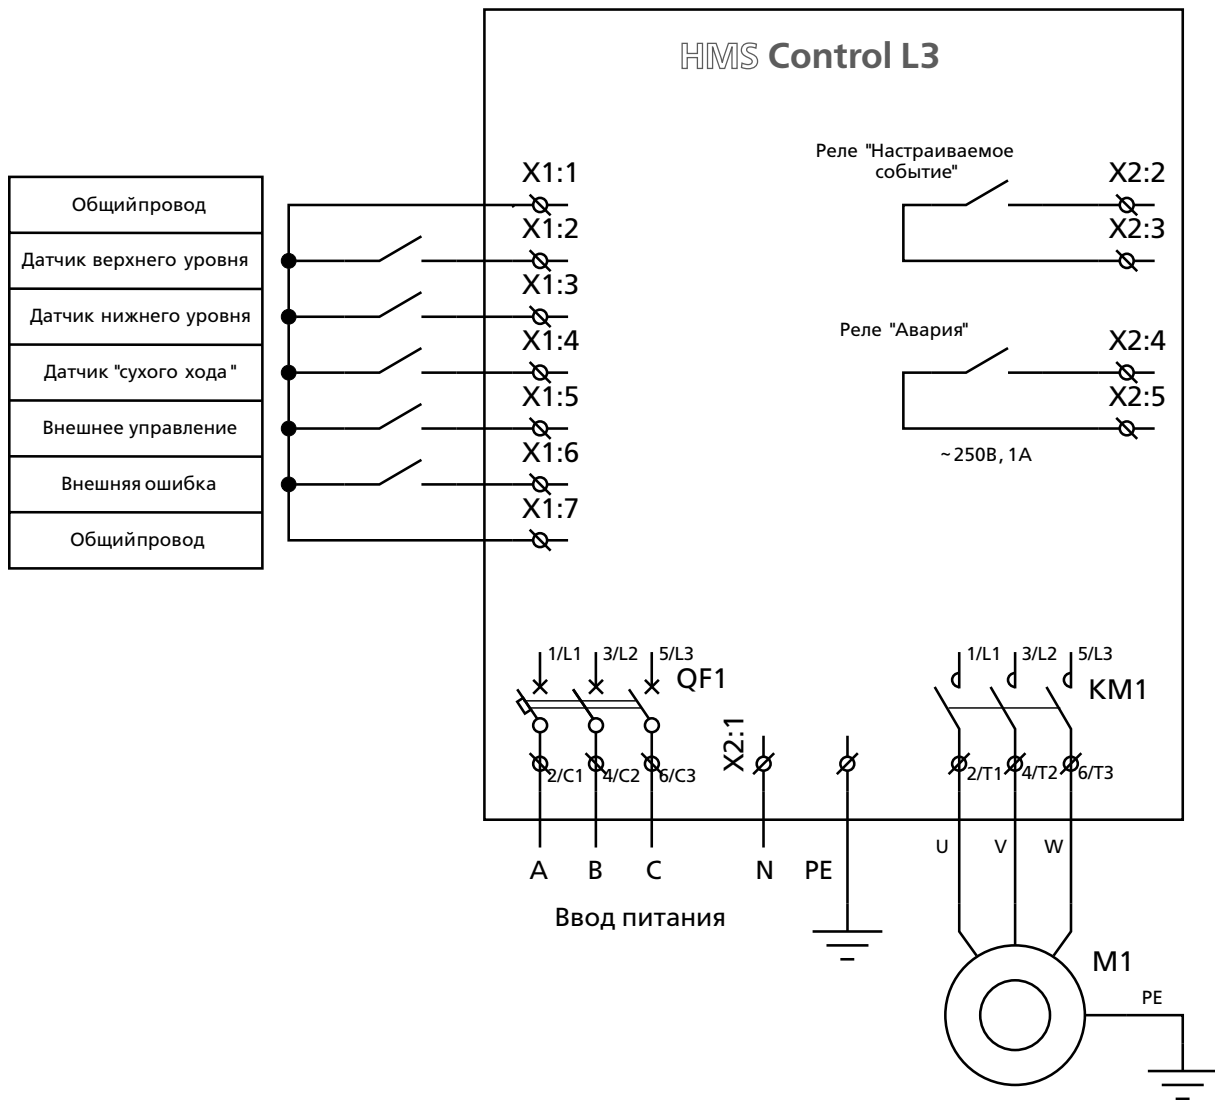 HMS Control L3
Реле "Настраиваемое
событие"
X1:1
X2:2
Общийпровод
X1:2
X2:3
Датчик верхнего уровня
X1:3
Датчик нижнего уровня
Реле "Авария"
X1:4
X2:4
Датчик "сухого хода"
X1:5
X2:5
Внешнее управление
~250В, 1А
X1:6
Внешняя ошибка
X1:7
Общийпровод
1/L1 3/L2 5/L3
QF1
1/L1 3/L2 5/L3
KM1
X2:1
2/C1 4/C2 6/C3
2/T1 4/T2 6/T3
U V W
A B C N PE
Ввод питания
M1
PE